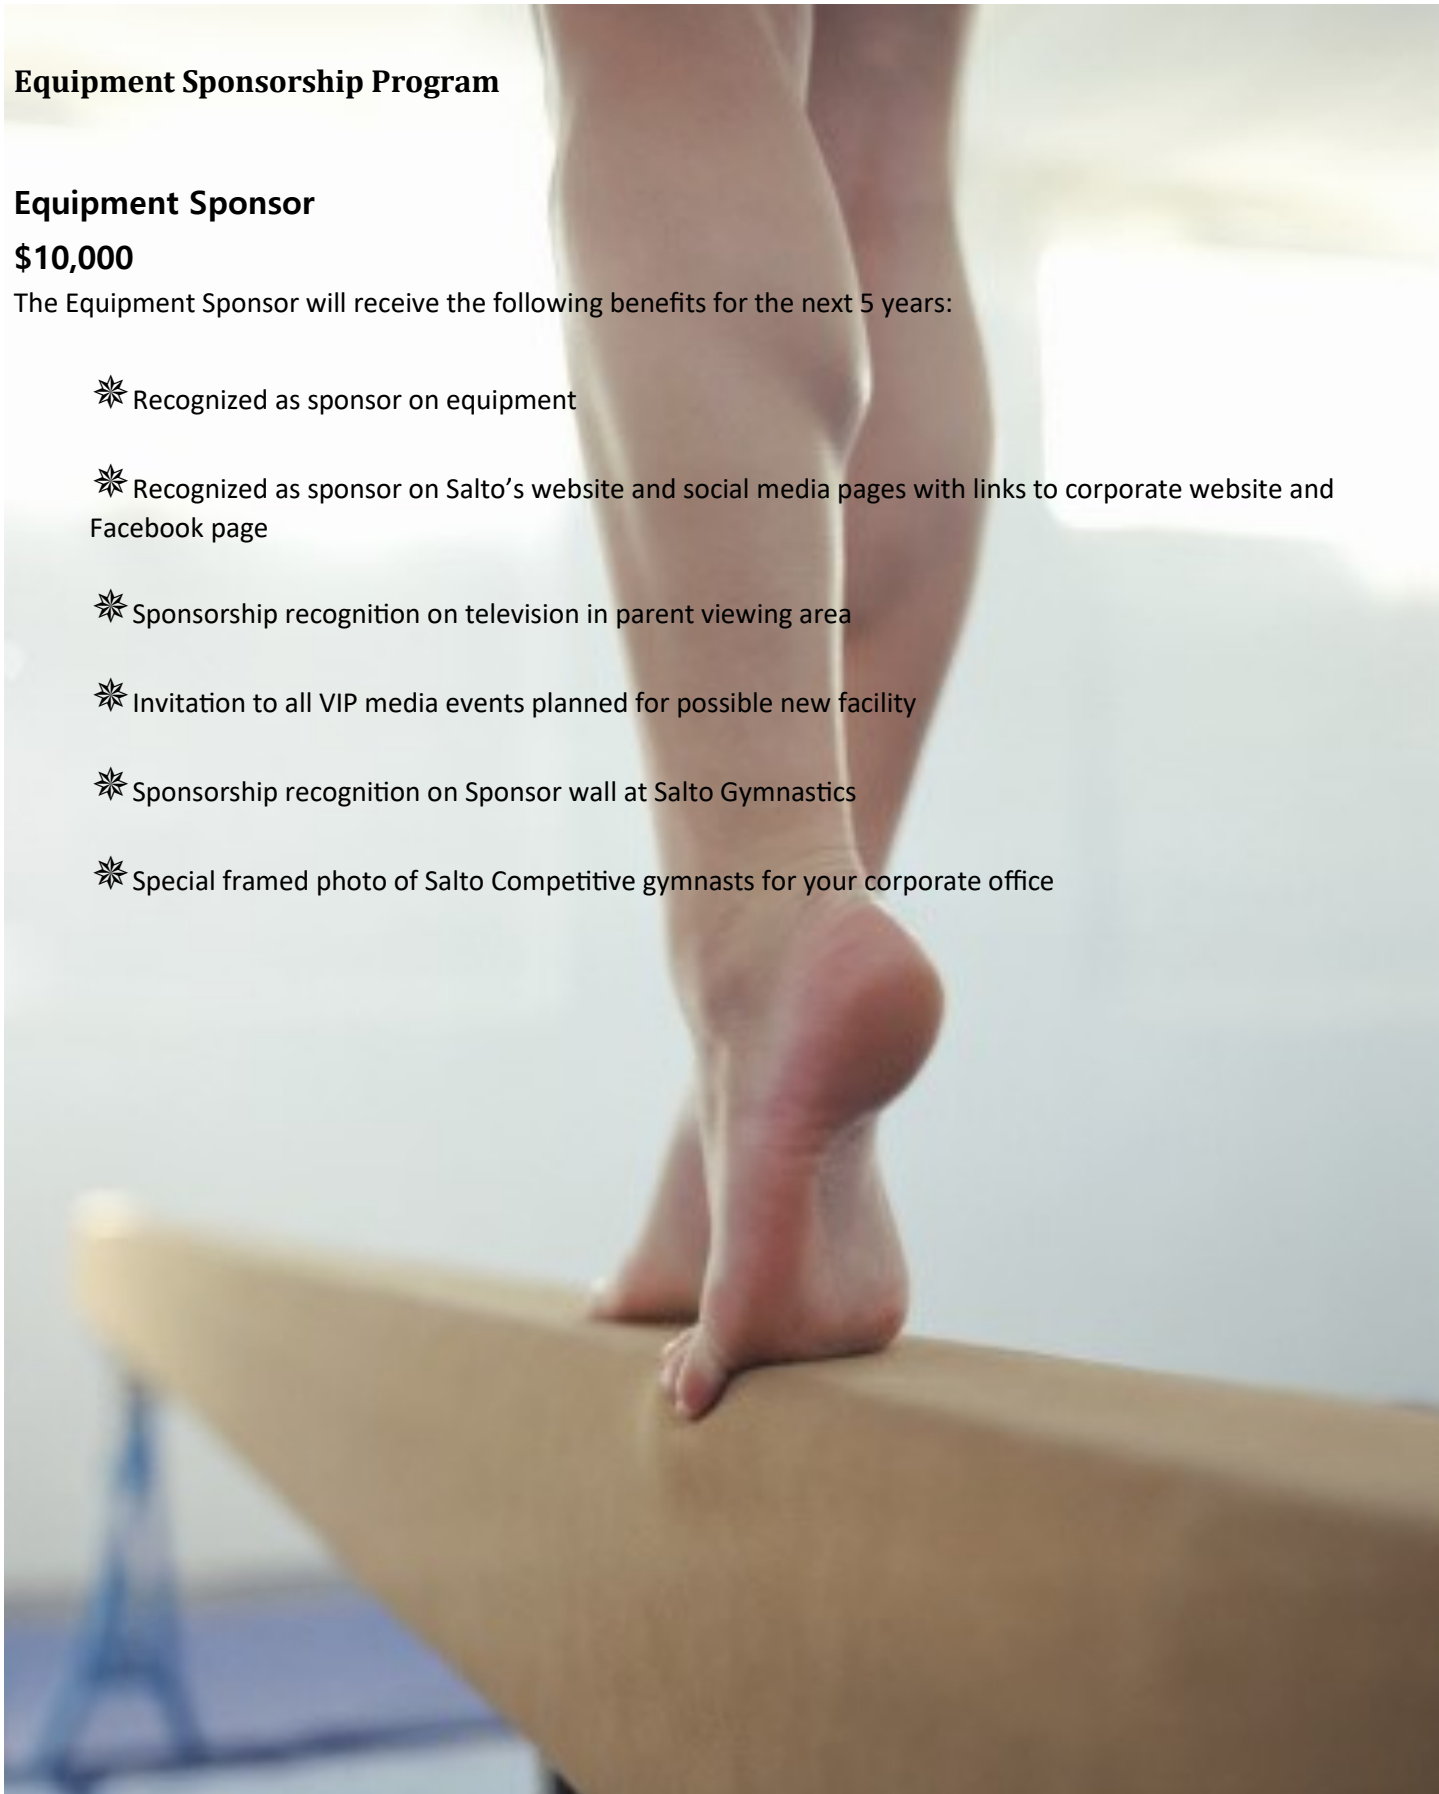 Equipment Sponsorship Program
Equipment Sponsor
$10,000
The Equipment Sponsor will receive the following benefits for the next 5 years:
✵Recognized as sponsor on equipment
✵Recognized as sponsor on Salto’s website and social media pages with links to corporate website and
Facebook page
✵Sponsorship recognition on television in parent viewing area
✵Invitation to all VIP media events planned for possible new facility
✵Sponsorship recognition on Sponsor wall at Salto Gymnastics
✵Special framed photo of Salto Competitive gymnasts for your corporate office